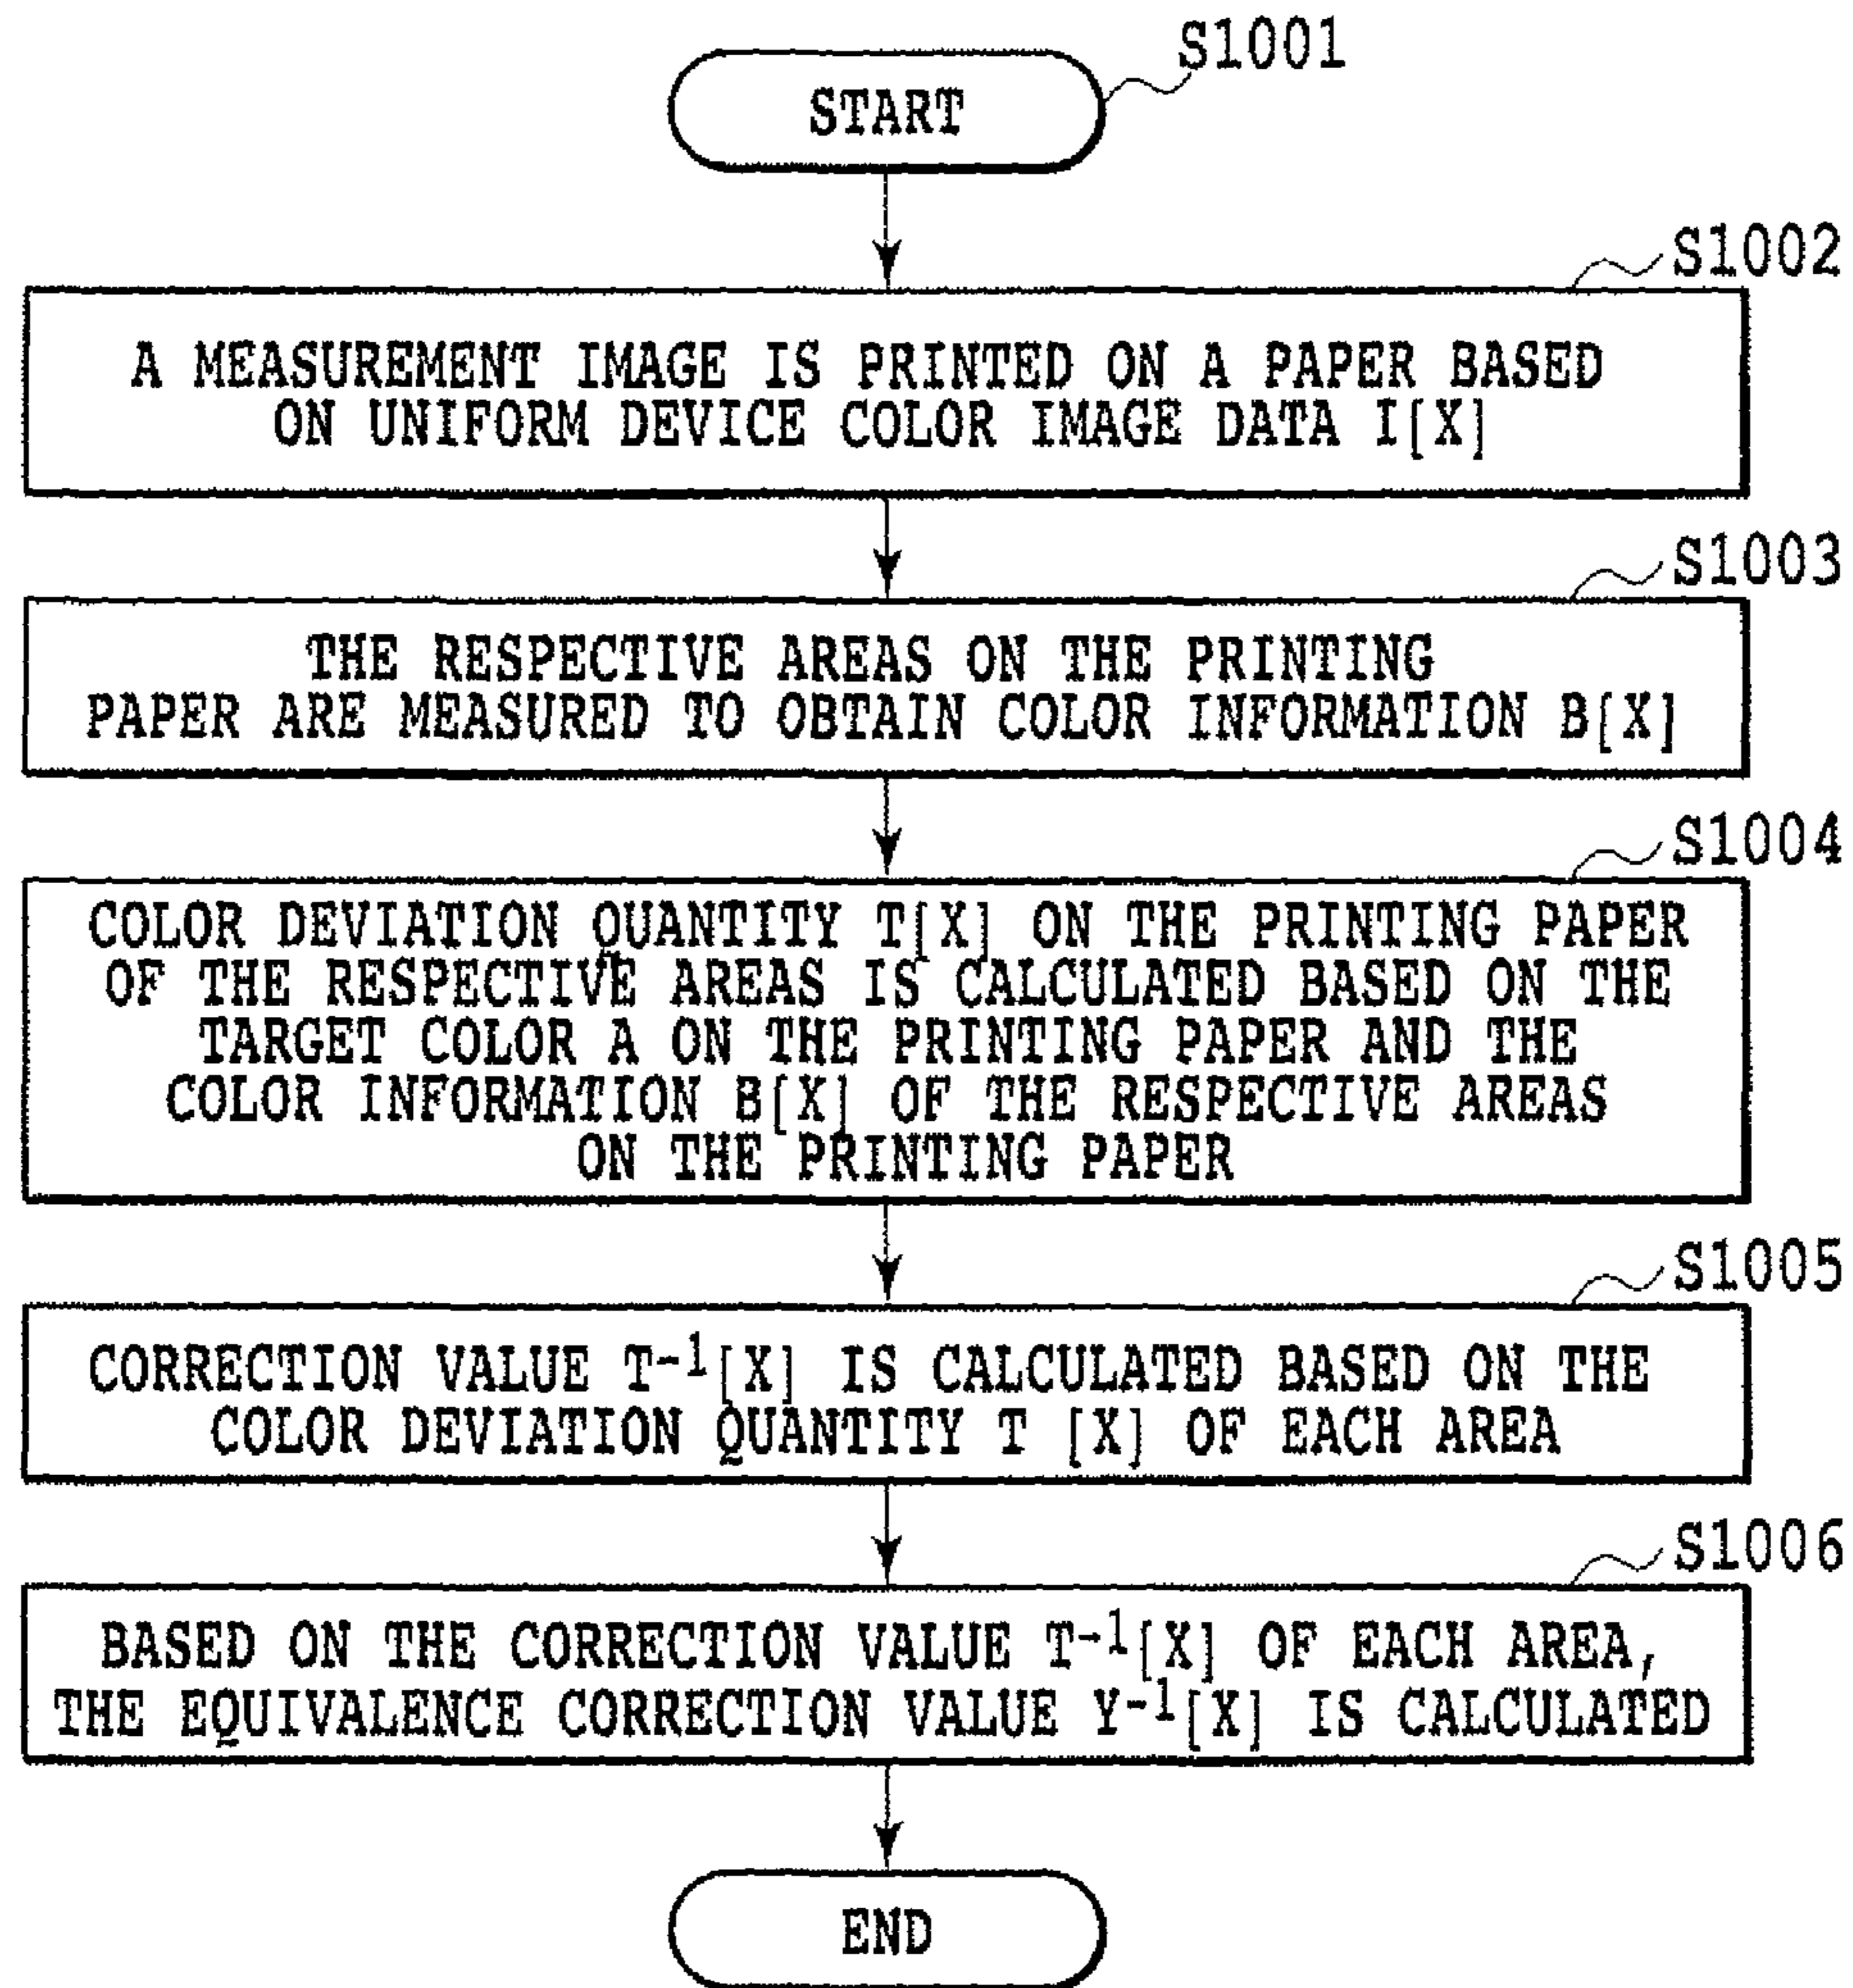 S1001
START
S1002
A MEASUREMENT IMAGE IS PRINTED ON A PAPER BASED
ON UNIFORM DEVICE COLOR IMAGE DATA I[X]
S1003
THE RESPECTIVE AREAS ON THE PRINTING
PAPER ARE MEASURED TO OBTAIN COLOR INFORMATION B[X]
S1004
COLOR DEVIATION QUANTITY T[X] ON THE PRINTING PAPER
OF THE RESPECTIVE AREAS IS CALCULATED BASED ON THE
TARGET COLOR A ON THE PRINTING PAPER AND THE
COLOR INFORMATION B[X] OF THE RESPECTIVE AREAS
ON THE PRINTING PAPER
S1005
CORRECTION VALUE T⁻¹[X] IS CALCULATED BASED ON THE
COLOR DEVIATION QUANTITY T [X] OF EACH AREA
S1006
BASED ON THE CORRECTION VALUE T⁻¹[X] OF EACH AREA,
THE EQUIVALENCE CORRECTION VALUE Y⁻¹[X] IS CALCULATED
END